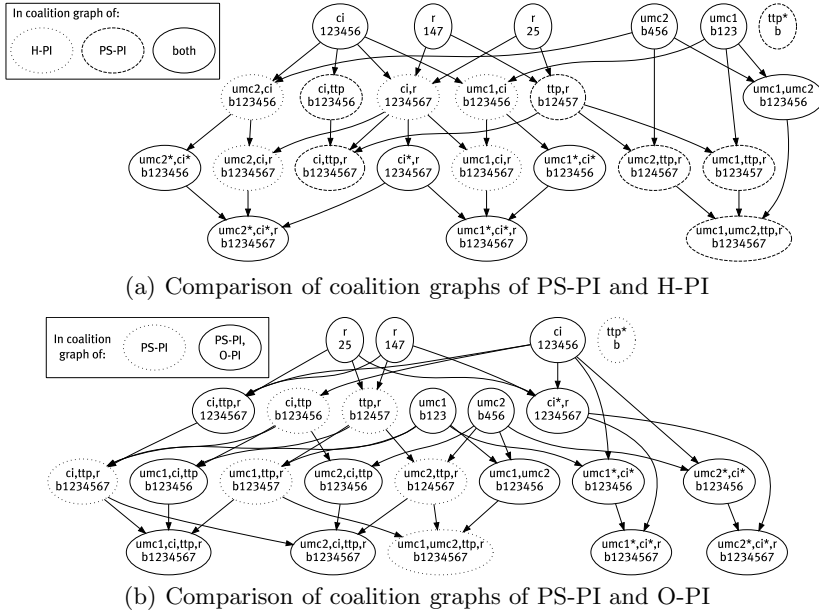 In coalition graph of:
H-PI
PS-PI
both
ci
123456
r
147
r
25
umc2
b456
umc1
b123
ttp*
b
umc2,ci
b123456
ci,ttp
b123456
ci,r
1234567
umc1,ci
b123456
ttp,r
b12457
umc1,umc2
b123456
umc2*,ci*
b123456
umc2,ci,r
b1234567
ci,ttp,r
b1234567
ci*,r
1234567
umc1,ci,r
b1234567
umc1*,ci*
b123456
umc2,ttp,r
b124567
umc1,ttp,r
b123457
umc2*,ci*,r
b1234567
umc1*,ci*,r
b1234567
umc1,umc2,ttp,r
b1234567
(a) Comparison of coalition graphs of PS-PI and H-PI
In coalition
graph of:
PS-PI
PS-PI,
O-PI
r
25
r
147
ci
123456
ttp*
b
ci,ttp,r
1234567
ci,ttp
b123456
ttp,r
b12457
umc1
b123
umc2
b456
ci*,r
1234567
ci,ttp,r
b1234567
umc1,ci,ttp
b123456
umc1,ttp,r
b123457
umc2,ci,ttp
b123456
umc2,ttp,r
b124567
umc1,umc2
b123456
umc1*,ci*
b123456
umc2*,ci*
b123456
umc1,ci,ttp,r
b1234567
umc2,ci,ttp,r
b1234567
umc1,umc2,ttp,r
b1234567
umc1*,ci*,r
b1234567
umc2*,ci*,r
b1234567
(b) Comparison of coalition graphs of PS-PI and O-PI